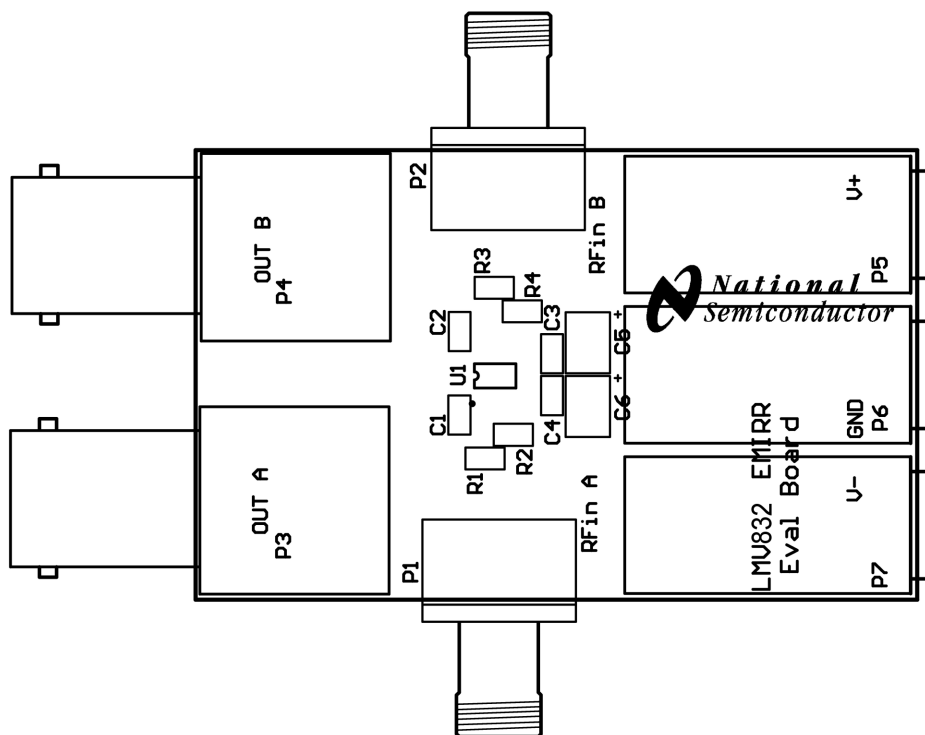 P2
RFin B
V+
P5
OUT B
P4
R3
R4
C2
C3
+
C5
National
Semiconductor
U1
+
C6
C1
C4
R2
R1
GND
P6
LMV832 EMIRR
Eval Board
OUT A
P3
RFin A
P1
V-
P7